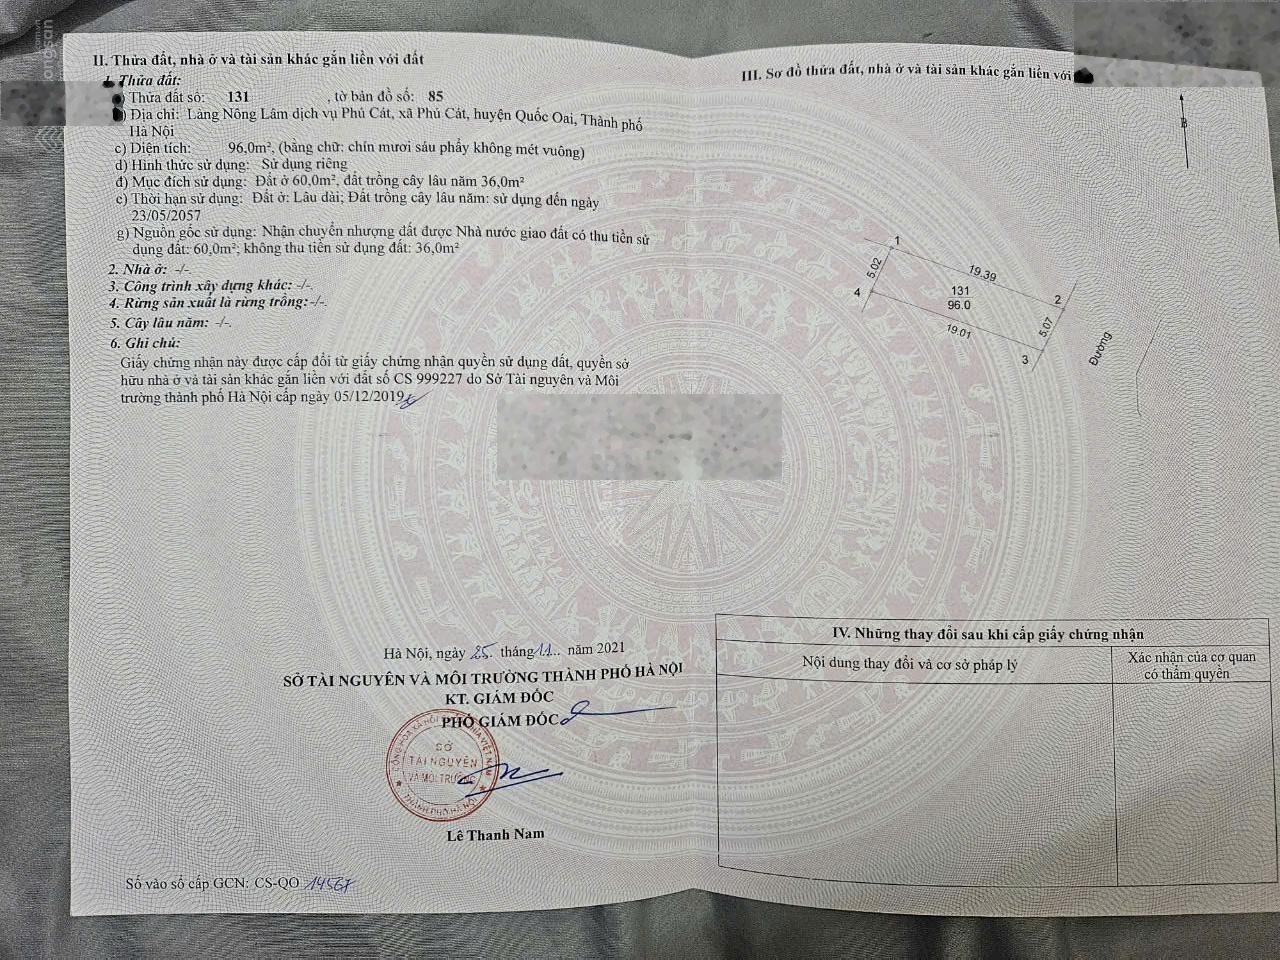 II. Thửa đất, nhà ở và tài sản khác gắn liền với đất
1. Thửa đất:
Thửa đất số: 131 , tờ bản đồ số: 85
Địa chỉ: Làng Nông Lâm dịch vụ Phú Cát, xã Phú Cát, huyện Quốc Oai, Thành phố
Hà Nội
c) Diện tích: 96,0m², (bằng chữ: chín mươi sáu phẩy không mét vuông)
d) Hình thức sử dụng: Sử dụng riêng
đ) Mục đích sử dụng: Đất ở 60,0m², đất trồng cây lâu năm 36,0m²
e) Thời hạn sử dụng: Đất ở: Lâu dài; Đất trồng cây lâu năm: sử dụng đến ngày
23/05/2057
g) Nguồn gốc sử dụng: Nhận chuyển nhượng đất được Nhà nước giao đất có thu tiền sử
dụng đất: 60,0m²; không thu tiền sử dụng đất: 36,0m²
2. Nhà ở: -/-.
3. Công trình xây dựng khác: -/-.
4. Rừng sản xuất là rừng trồng: -/-.
5. Cây lâu năm: -/-.
6. Ghi chú:
Giấy chứng nhận này được cấp đổi từ giấy chứng nhận quyền sử dụng đất, quyền sở
hữu nhà ở và tài sản khác gắn liền với đất số CS 999227 do Sở Tài nguyên và Môi
trường thành phố Hà Nội cấp ngày 05/12/2019
Hà Nội, ngày 25 tháng 11 năm 2021
SỞ TÀI NGUYÊN VÀ MÔI TRƯỜNG THÀNH PHỐ HÀ NỘI
KT. GIÁM ĐỐC
PHÓ GIÁM ĐỐC
SỞ
TÀI NGUYÊN
VÀ MÔI TRƯỜNG
THÀNH PHỐ HÀ NỘI
Lê Thanh Nam
Số vào sổ cấp GCN: CS-QO 14567
III. Sơ đồ thửa đất, nhà ở và tài sản khác gắn liền với
B
1
19.39
5.02
131
96.0
2
4
19.01
5.07
3
Đường
IV. Những thay đổi sau khi cấp giấy chứng nhận
Nội dung thay đổi và cơ sở pháp lý
Xác nhận của cơ quan
có thẩm quyền